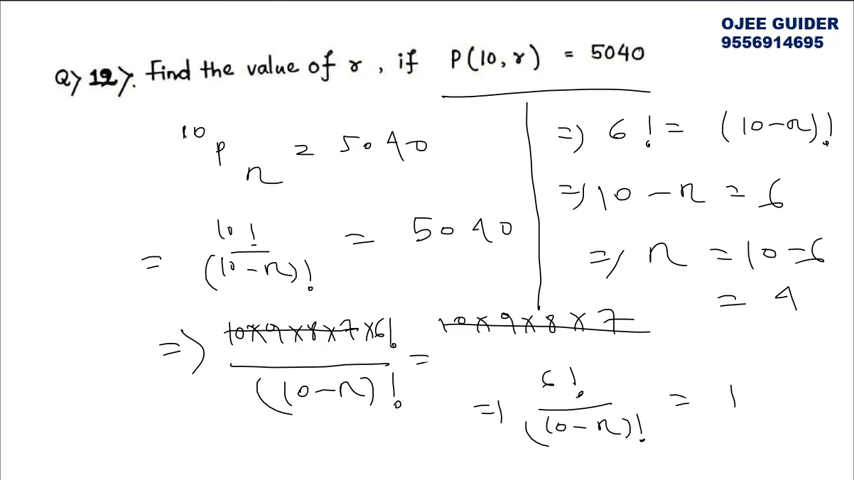 OJEE GUIDER
9556914695
Q> 12>. Find the value of r, if P(10, r) = 5040
10 P r = 5040
= 10! / (10-r)! = 5040
=> 10×9×8×7×6! / (10-r)! = 10×9×8×7
=> 6! / (10-r)! = 1
=> 6! = (10-r)!
=> 10-r = 6
=> r = 10-6
= 4